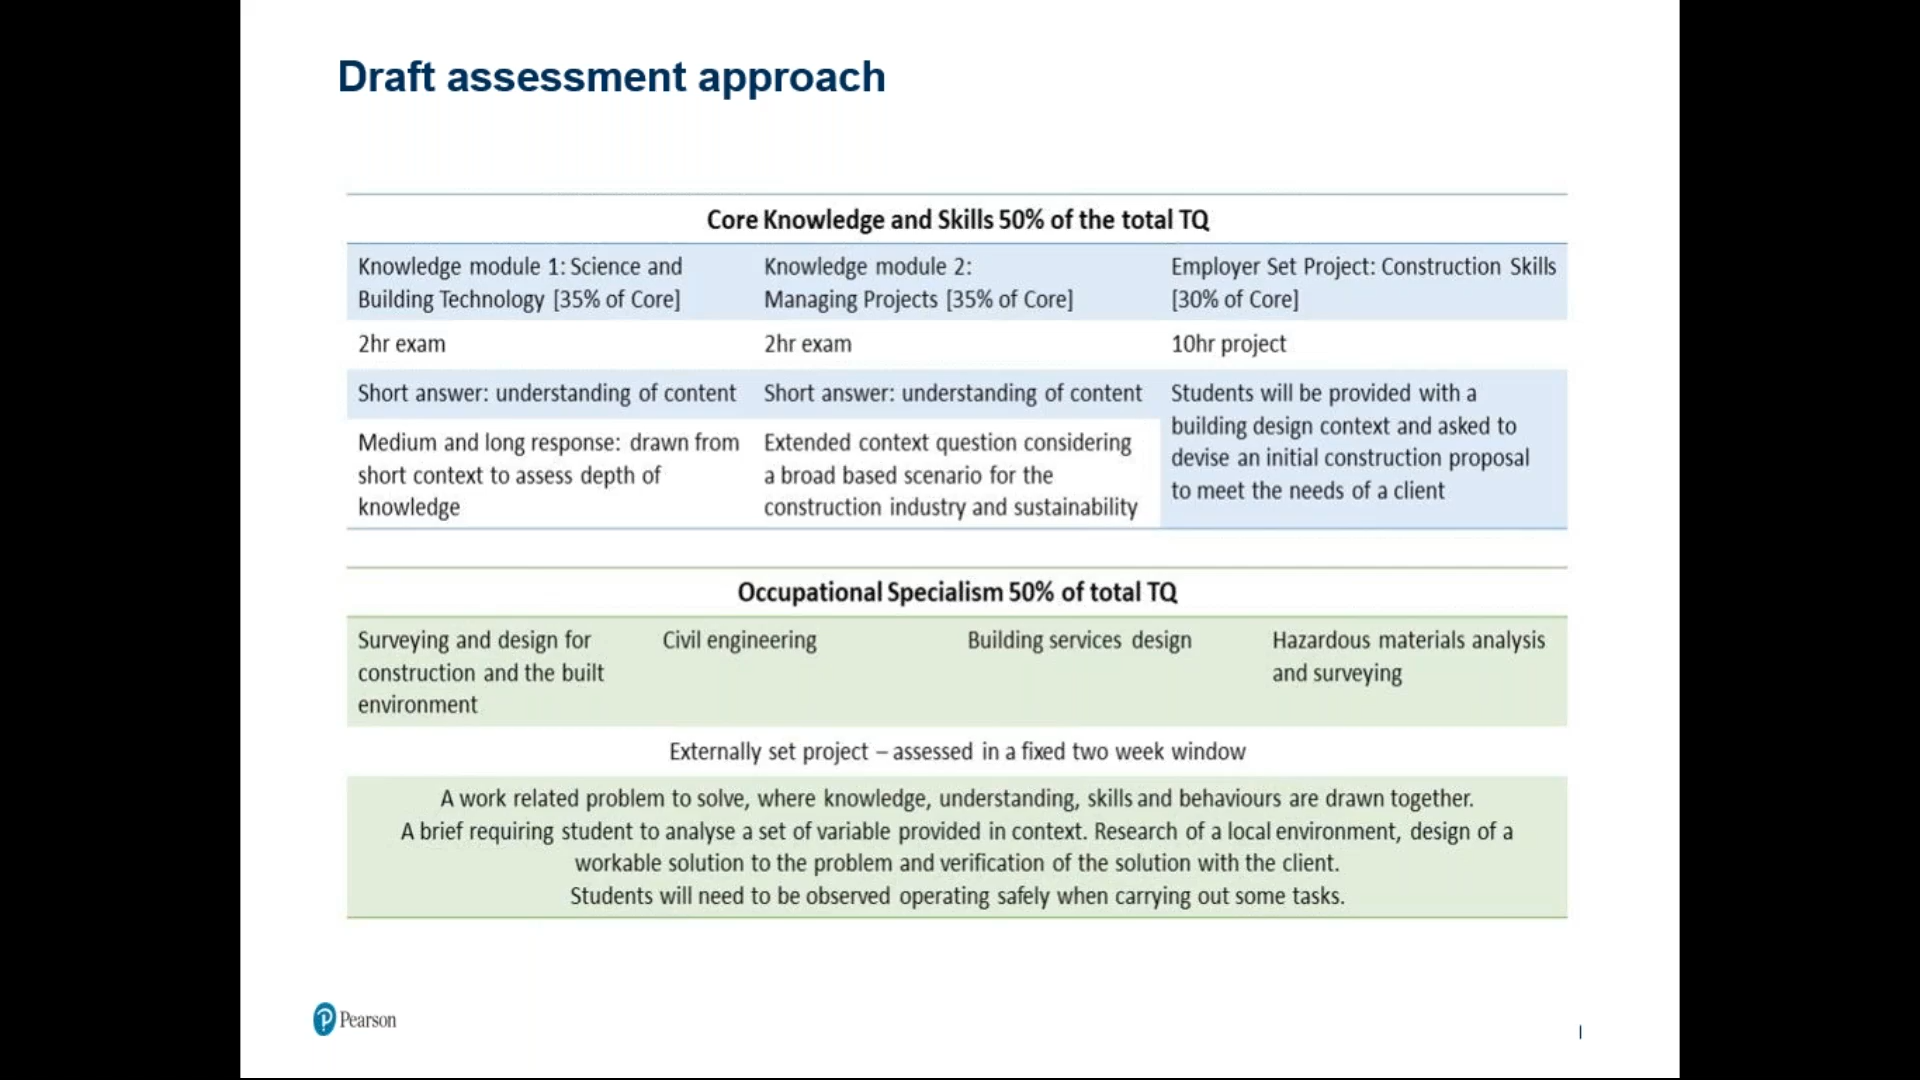 Draft assessment approach
Core Knowledge and Skills 50% of the total TQ
Knowledge module 1: Science and
Building Technology [35% of Core]
Knowledge module 2:
Managing Projects [35% of Core]
Employer Set Project: Construction Skills
[30% of Core]
2hr exam
2hr exam
10hr project
Short answer: understanding of content
Short answer: understanding of content
Students will be provided with a
building design context and asked to
devise an initial construction proposal
to meet the needs of a client
Medium and long response: drawn from
short context to assess depth of
knowledge
Extended context question considering
a broad based scenario for the
construction industry and sustainability
Occupational Specialism 50% of total TQ
Surveying and design for
construction and the built
environment
Civil engineering
Building services design
Hazardous materials analysis
and surveying
Externally set project – assessed in a fixed two week window
A work related problem to solve, where knowledge, understanding, skills and behaviours are drawn together.
A brief requiring student to analyse a set of variable provided in context. Research of a local environment, design of a
workable solution to the problem and verification of the solution with the client.
Students will need to be observed operating safely when carrying out some tasks.
Pearson